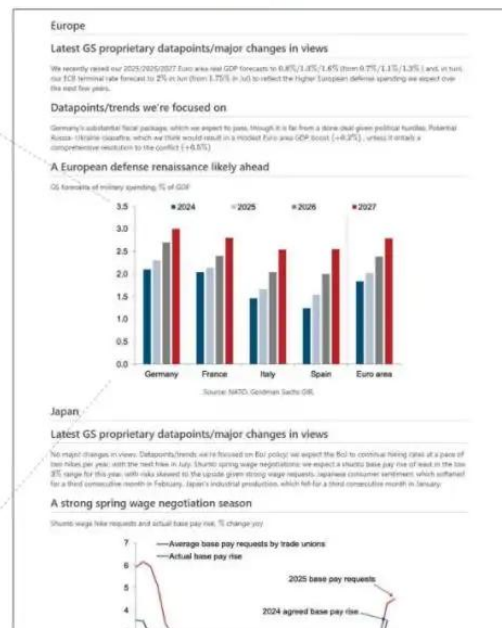 Europe
Latest GS proprietary datapoints/major changes in views
We recently raised our 2025/2026/2027 Euro area real GDP forecasts to 0.8%/1.3%/1.6% (from 0.7%/1.1%/1.3%) and, in turn,
our ECB terminal rate forecast to 2% in Jun (from 1.75% in Jul) to reflect the higher European defense spending we expect over
the next few years.
Datapoints/trends we're focused on
Germany's substantial fiscal package, which we expect to pass, though it is far from a done deal given political hurdles. Potential
Russia-Ukraine ceasefire, which we think would result in a modest Euro area GDP boost (+0.2%), unless it entails a
comprehensive resolution to the conflict (+0.5%)
A European defense renaissance likely ahead
GS forecasts of military spending, % of GDP
3.5
2024 2025 2026 2027
3.0
2.5
2.0
1.5
1.0
0.5
0.0
Germany France Italy Spain Euro area
Source: NATO, Goldman Sachs GIR.
Japan
Latest GS proprietary datapoints/major changes in views
No major changes in views. Datapoints/trends we're focused on BoJ policy: we expect the BoJ to continue hiking rates at a pace of
two hikes per year, with the next hike in July. Shunto spring wage negotiations: we expect a shunto base pay rise of least in the low
3% range for this year, with risks skewed to the upside given strong wage requests. Japanese consumer sentiment, which softened
for a third consecutive month in February. Japan's industrial production, which fell for a third consecutive month in January.
A strong spring wage negotiation season
Shunto wage hike requests and actual base pay rise, % change yoy
7
Average base pay requests by trade unions
Actual base pay rise
6
2025 base pay requests
5
2024 agreed base pay rise
4